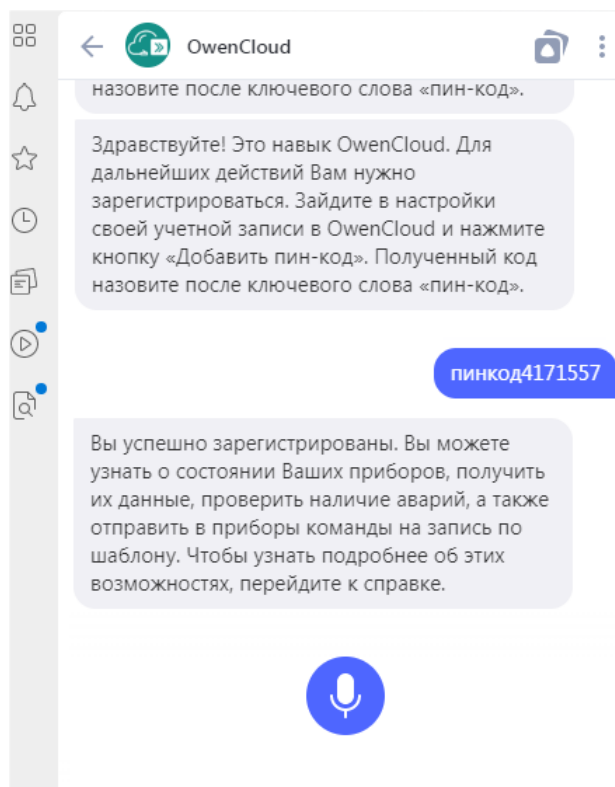 OwenCloud
назовите после ключевого слова «пин-код».
Здравствуйте! Это навык OwenCloud. Для
дальнейших действий Вам нужно
зарегистрироваться. Зайдите в настройки
своей учетной записи в OwenCloud и нажмите
кнопку «Добавить пин-код». Полученный код
назовите после ключевого слова «пин-код».
пинкод4171557
Вы успешно зарегистрированы. Вы можете
узнать о состоянии Ваших приборов, получить
их данные, проверить наличие аварий, а также
отправить в приборы команды на запись по
шаблону. Чтобы узнать подробнее об этих
возможностях, перейдите к справке.